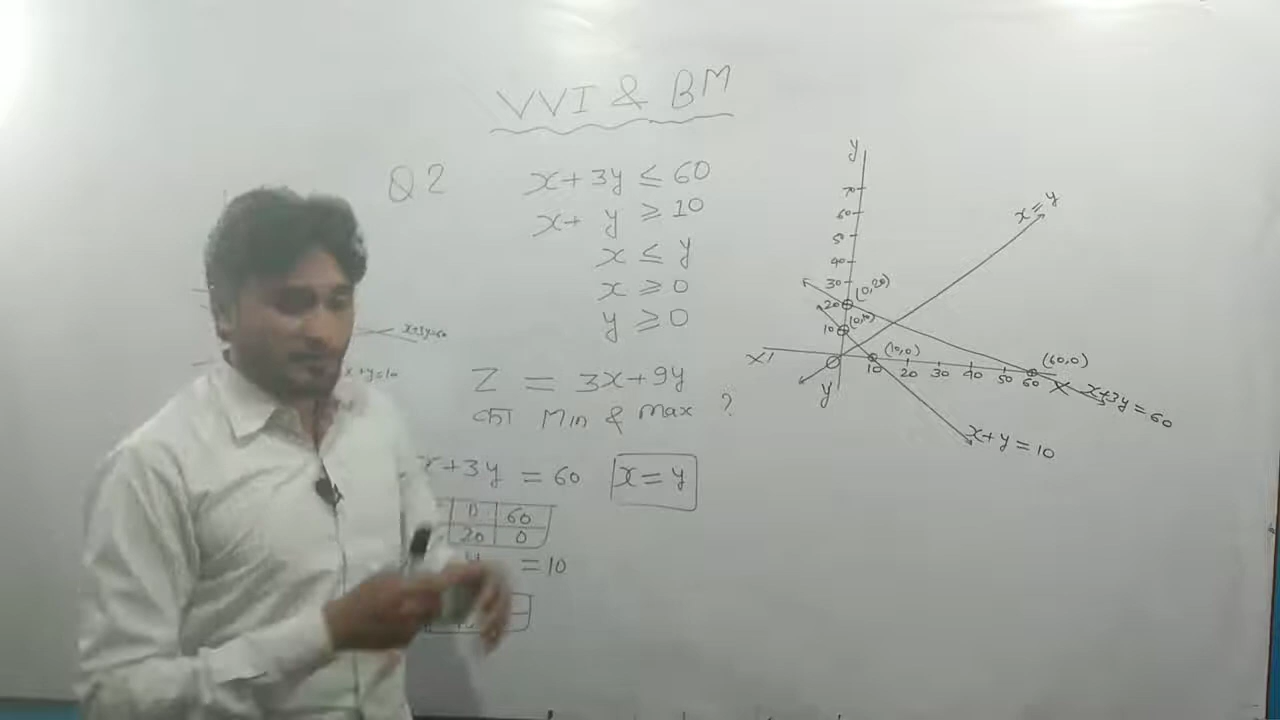 VVI & BM
Q2
x + 3y ≤ 60
x + y ≥ 10
x ≤ y
x ≥ 0
y ≥ 0
Z = 3x+9y
का Min & Max ?
x+3y = 60
x = y
0 60
20 0
y = 10
x+3y=60
x+y≤10
y
70
60
50
40
30
20 (0,20)
10 (0,10)
x = y
X' (10,0) (60,0)
10 20 30 40 50 60 X
y'
x+3y = 60
x+y = 10